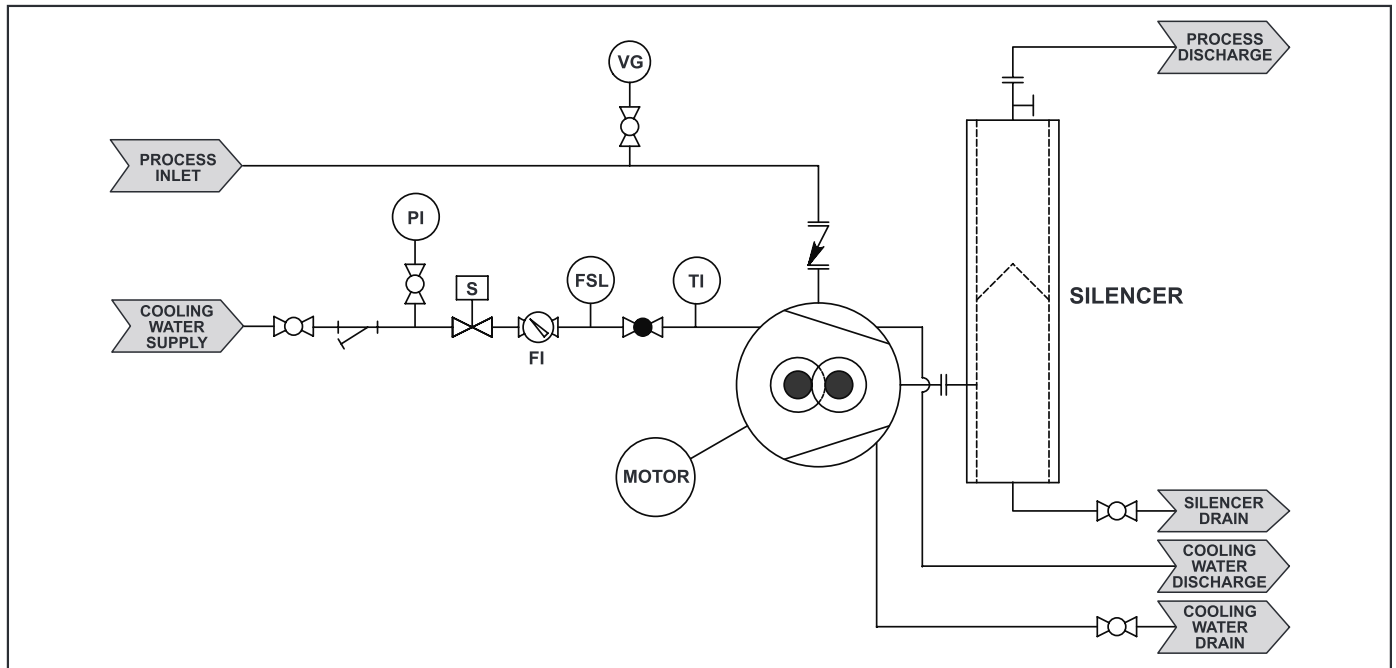 PROCESS
DISCHARGE
VG
PROCESS
INLET
PI
S
FSL
TI
COOLING
WATER
SUPPLY
FI
SILENCER
MOTOR
SILENCER
DRAIN
COOLING
WATER
DISCHARGE
COOLING
WATER
DRAIN